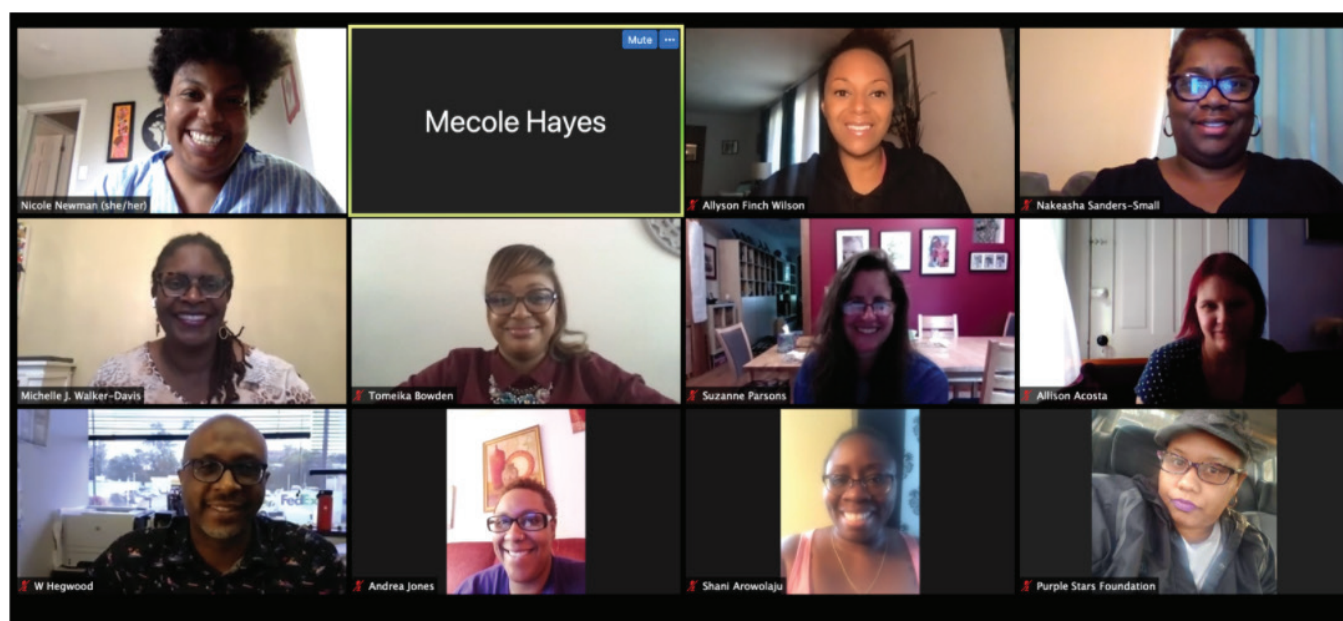 Mute ...
Mecole Hayes
Nicole Newman (she/her)
Allyson Finch Wilson
Nakeasha Sanders-Small
Michelle J. Walker-Davis
Tomeika Bowden
Suzanne Parsons
Allison Acosta
FedEx
W Hegwood
Andrea Jones
Shani Arowolaju
Purple Stars Foundation